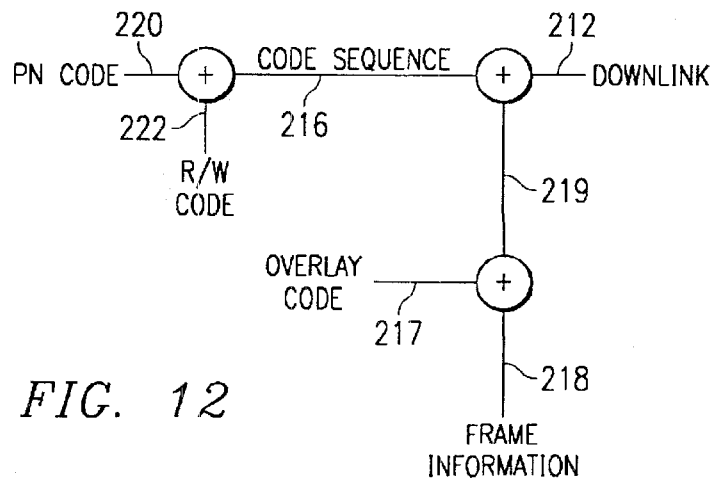 220
212
PN CODE
+
CODE SEQUENCE
+
DOWNLINK
222
216
R/W
CODE
219
OVERLAY
CODE
+
217
218
FIG. 12
FRAME
INFORMATION